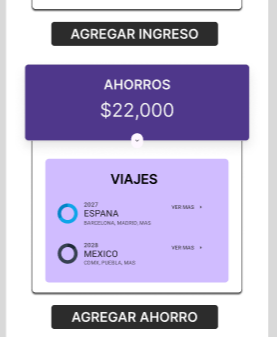 AGREGAR INGRESO
AHORROS
$22,000
VIAJES
2027
ESPANA
BARCELONA, MADRID, MAS
VER MAS
2028
MEXICO
CDMX, PUEBLA, MAS
VER MAS
AGREGAR AHORRO